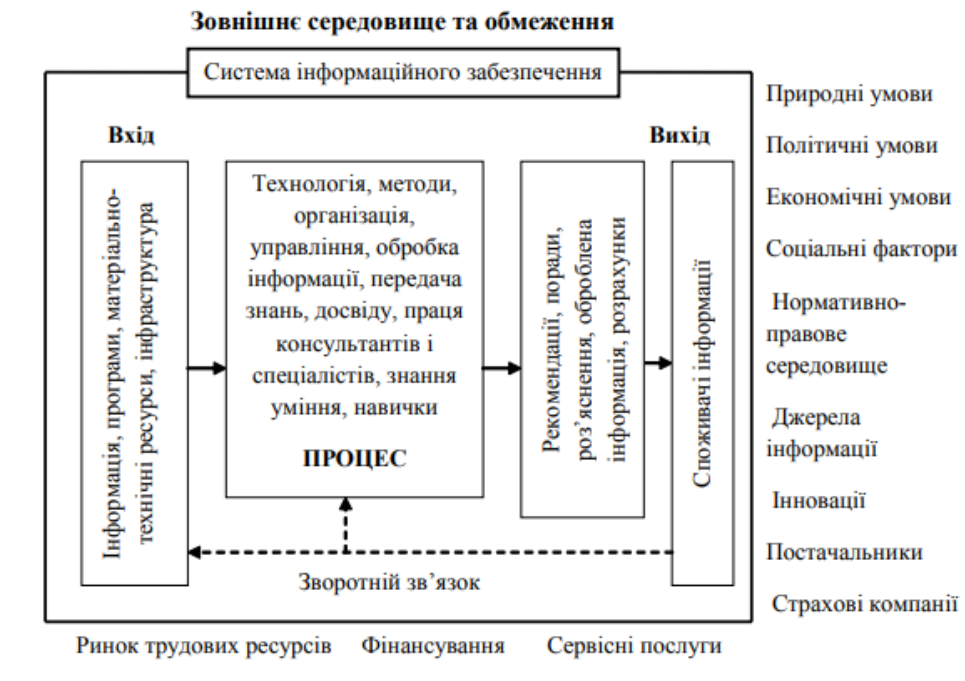 Зовнішнє середовище та обмеження
Система інформаційного забезпечення
Вхід
Вихід
Інформація, програми, матеріально-
технічні ресурси, інфраструктура
Технологія, методи,
організація,
управління, обробка
інформації, передача
знань, досвіду, праця
консультантів і
спеціалістів, знання
уміння, навички
ПРОЦЕС
Рекомендації, поради,
роз’яснення, оброблена
інформація, розрахунки
Споживачі інформації
Зворотній зв’язок
Природні умови
Політичні умови
Економічні умови
Соціальні фактори
Нормативно-
правове
середовище
Джерела
інформації
Інновації
Постачальники
Страхові компанії
Ринок трудових ресурсів Фінансування Сервісні послуги